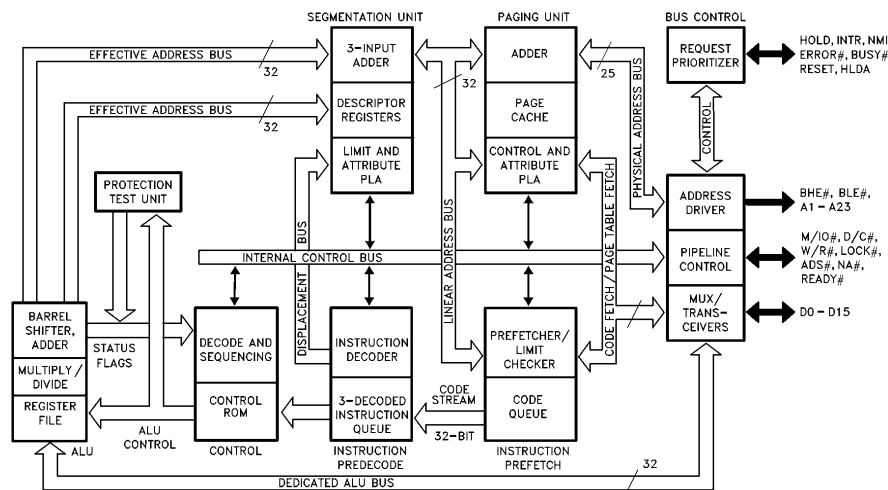 SEGMENTATION UNIT
PAGING UNIT
BUS CONTROL
EFFECTIVE ADDRESS BUS
32
3-INPUT
ADDER
32
ADDER
25
REQUEST
PRIORITIZER
HOLD, INTR, NMI
ERROR#, BUSY#
RESET, HLDA
EFFECTIVE ADDRESS BUS
32
DESCRIPTOR
REGISTERS
PAGE
CACHE
PHYSICAL ADDRESS BUS
CONTROL
LIMIT AND
ATTRIBUTE
PLA
CONTROL AND
ATTRIBUTE
PLA
PROTECTION
TEST UNIT
ADDRESS
DRIVER
BHE#, BLE#,
A1 - A23
INTERNAL CONTROL BUS
DISPLACEMENT BUS
LINEAR ADDRESS BUS
CODE FETCH/PAGE TABLE FETCH
PIPELINE
CONTROL
M/IO#, D/C#,
W/R#, LOCK#,
ADS#, NA#,
READY#
BARREL
SHIFTER,
ADDER
STATUS
FLAGS
DECODE AND
SEQUENCING
INSTRUCTION
DECODER
PREFETCHER/
LIMIT
CHECKER
MUX/
TRANS-
CEIVERS
D0 - D15
MULTIPLY/
DIVIDE
REGISTER
FILE
ALU
ALU
CONTROL
CONTROL
ROM
CONTROL
3-DECODED
INSTRUCTION
QUEUE
INSTRUCTION
PREDECODE
CODE
STREAM
32-BIT
CODE
QUEUE
INSTRUCTION
PREFETCH
DEDICATED ALU BUS
32